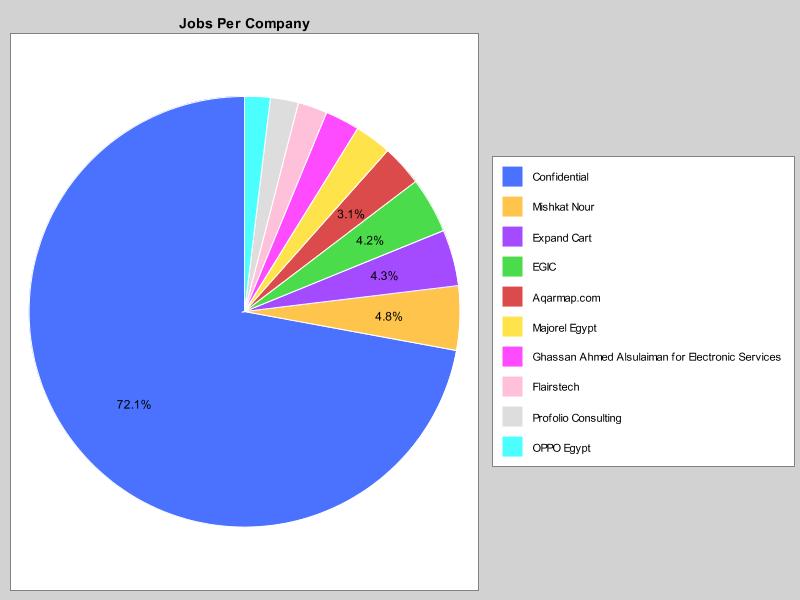 Jobs Per Company
3.1%
4.2%
4.3%
4.8%
72.1%
Confidential
Mishkat Nour
Expand Cart
EGIC
Aqarmap.com
Majorel Egypt
Ghassan Ahmed Alsulaiman for Electronic Services
Flairstech
Profolio Consulting
OPPO Egypt